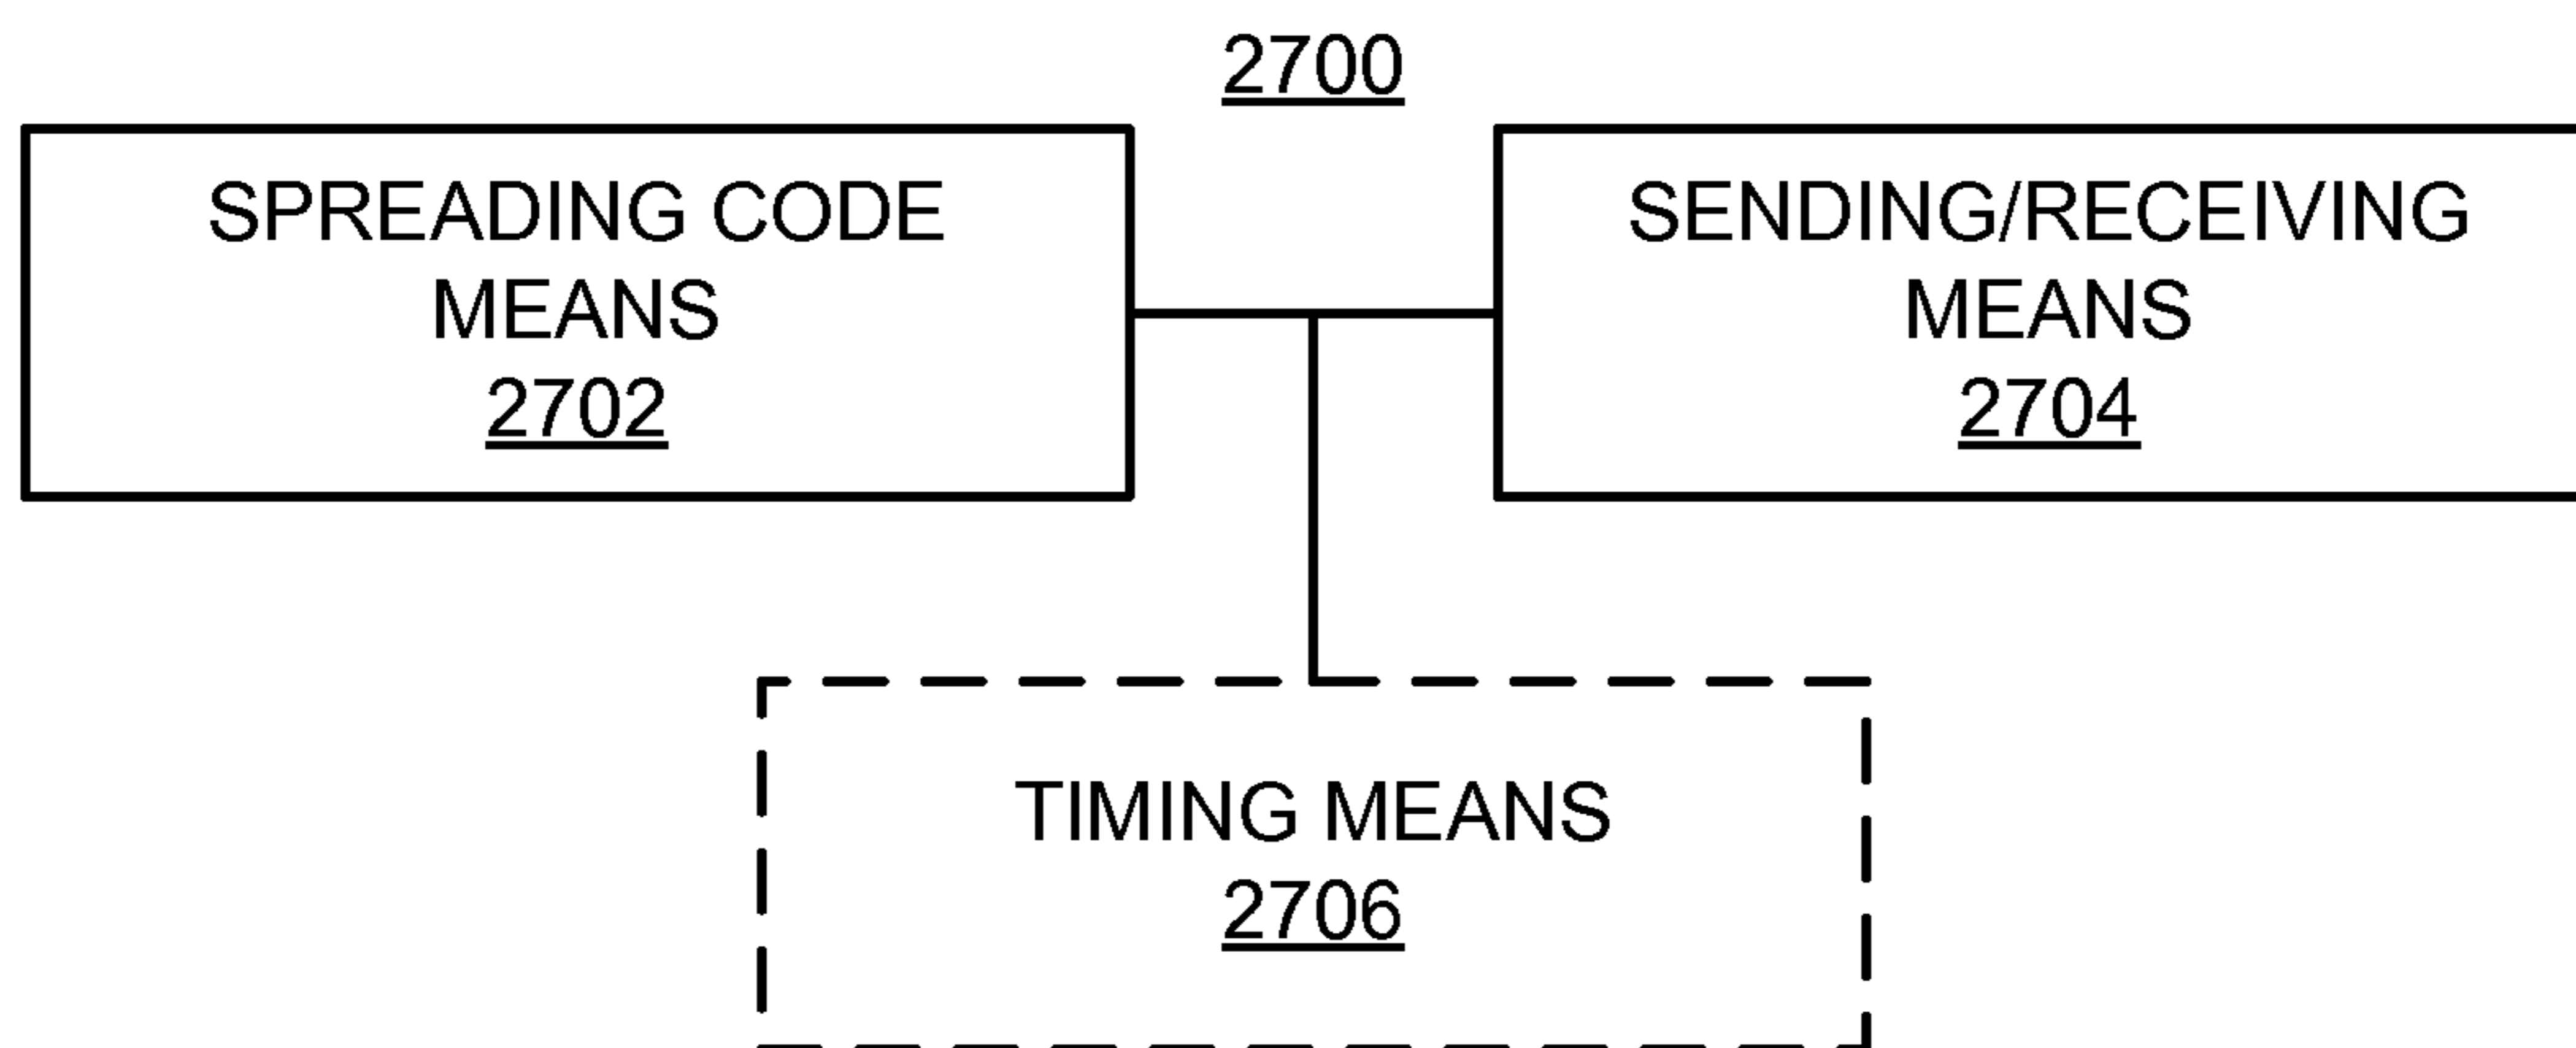 2700
SPREADING CODE
MEANS
2702
SENDING/RECEIVING
MEANS
2704
TIMING MEANS
2706